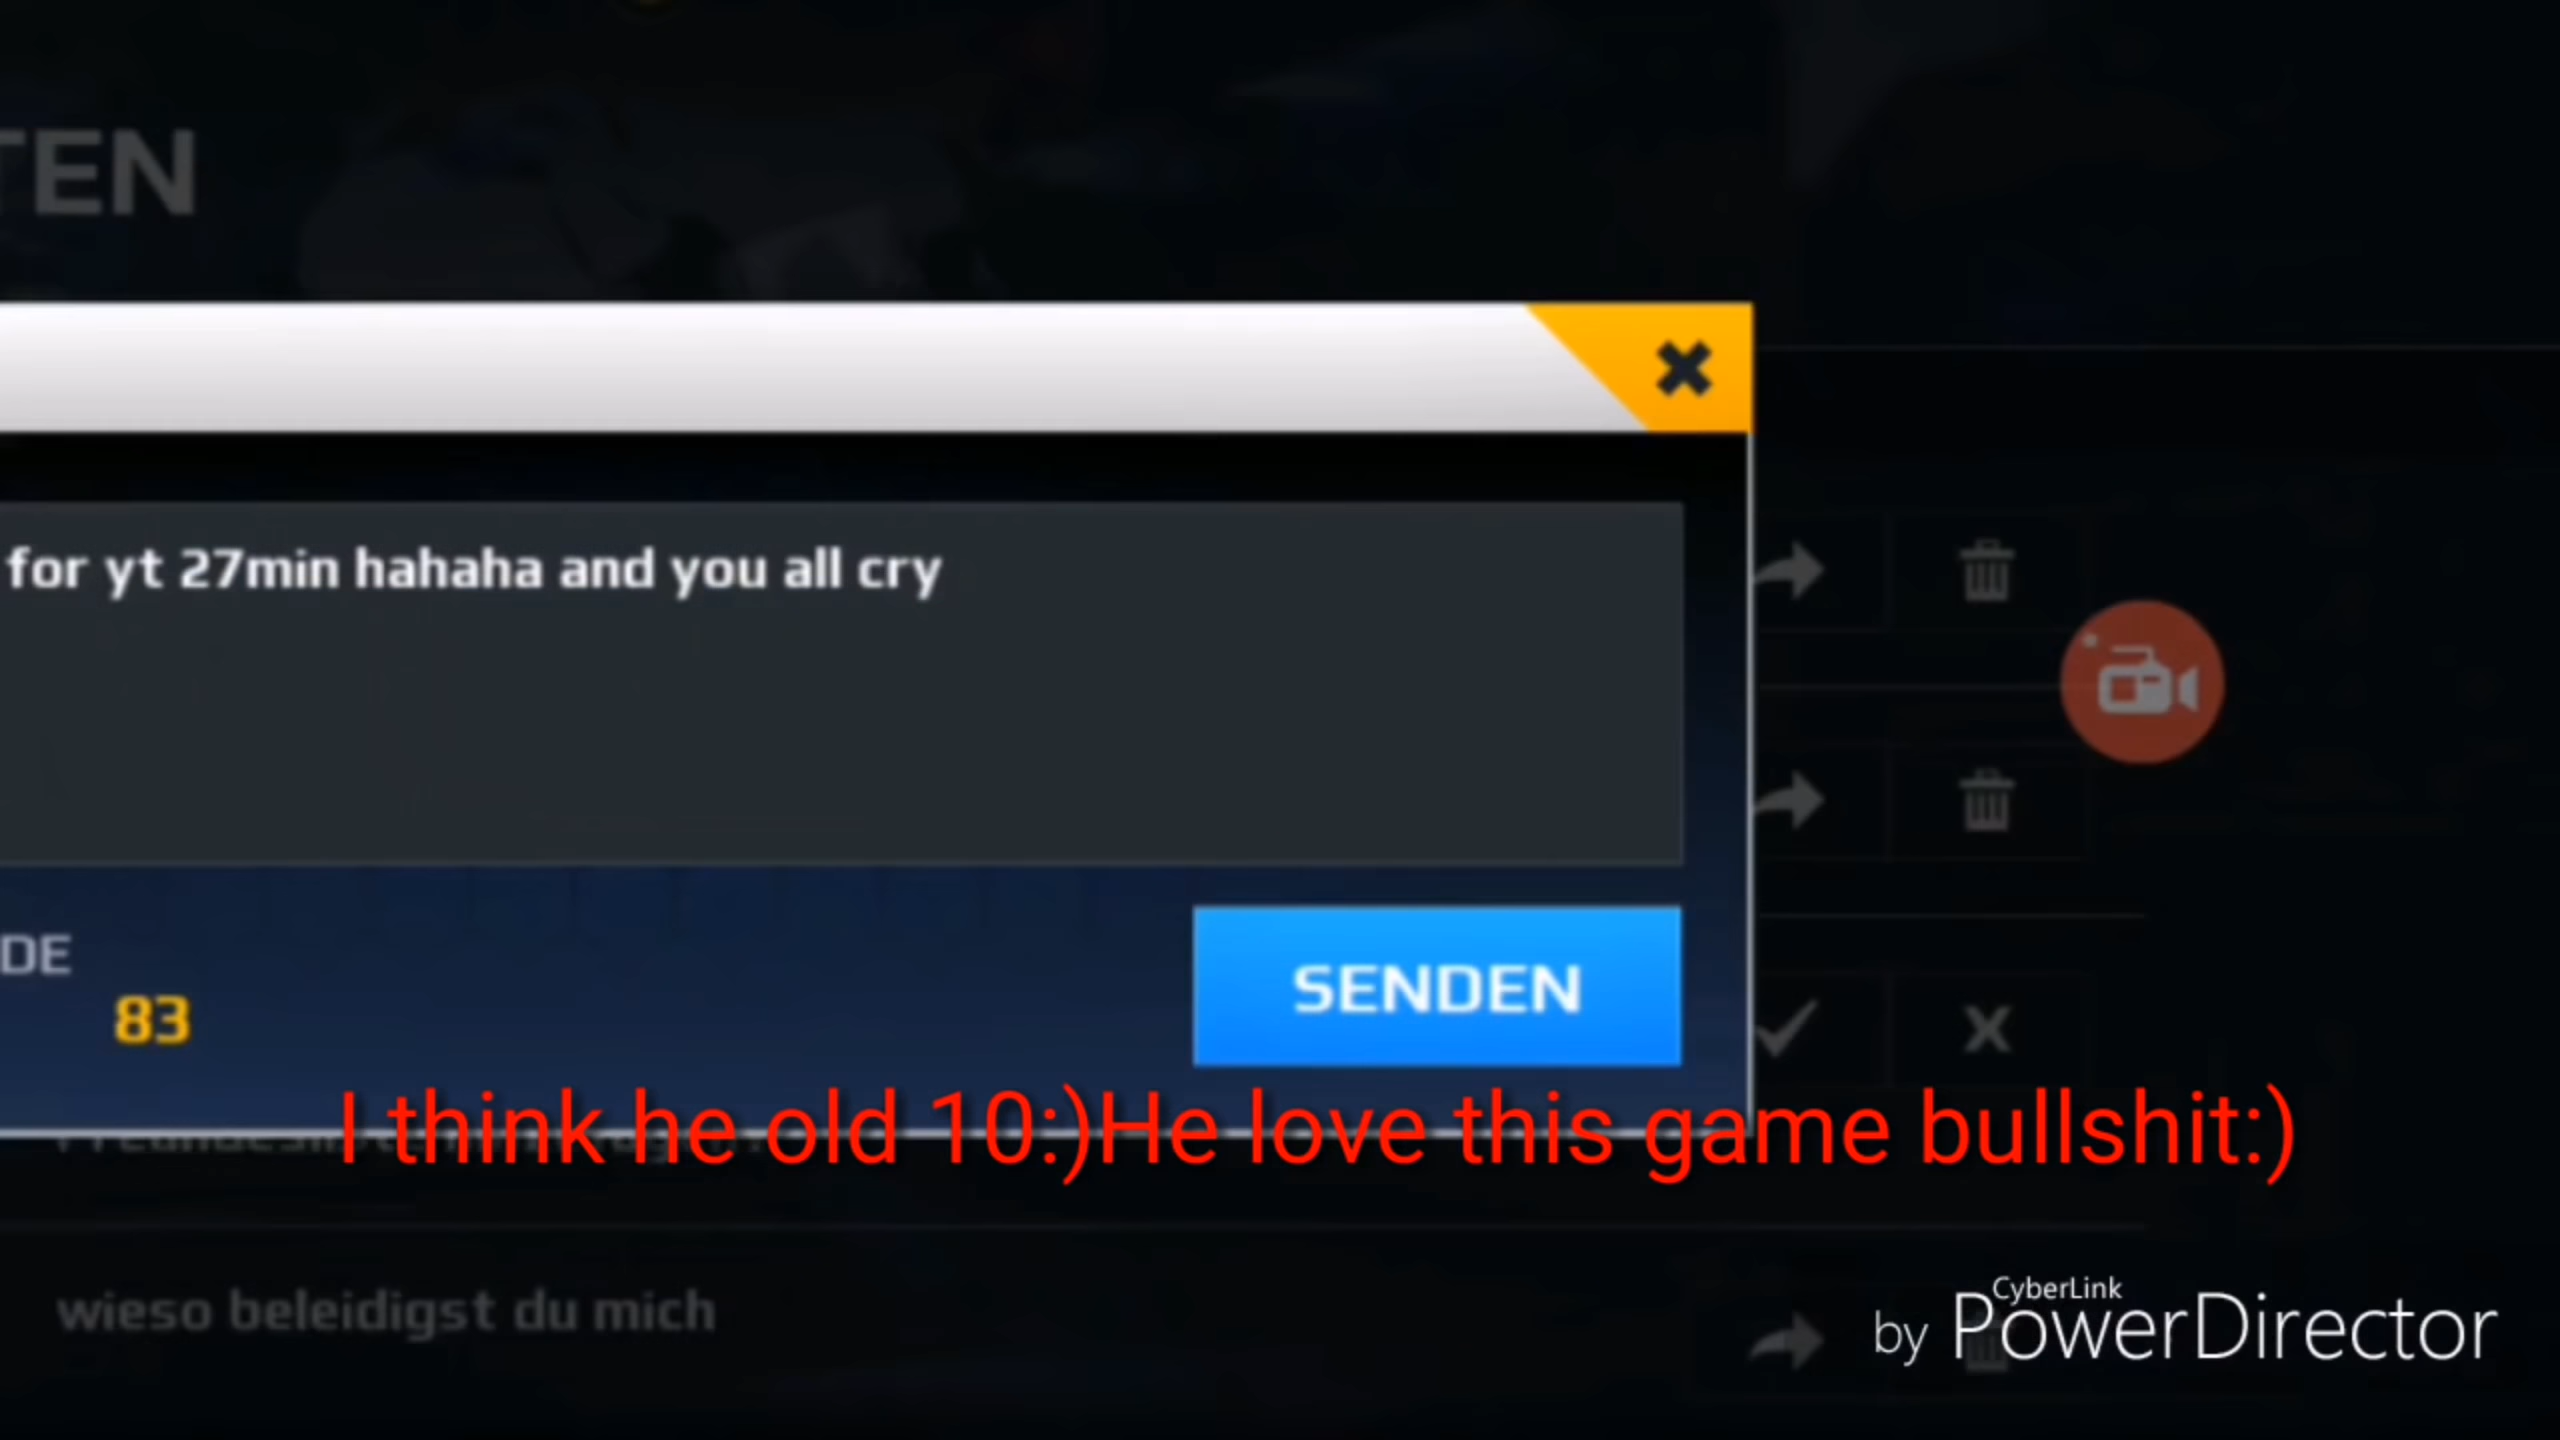 TEN
for yt 27min hahaha and you all cry
DE
83
SENDEN
I think he old 10:)He love this game bullshit:)
wieso beleidigst du mich
by CyberLink PowerDirector